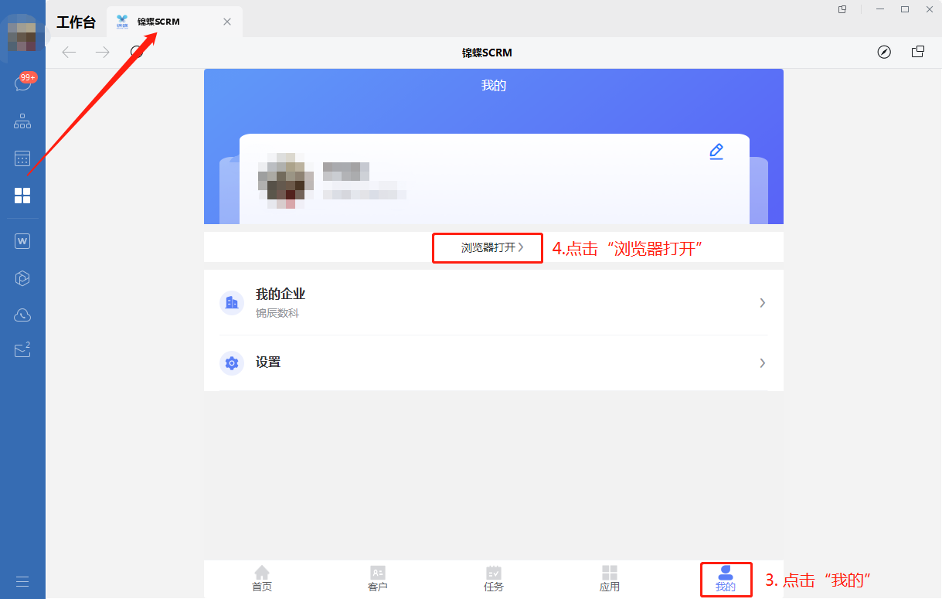 工作台
锦蝶SCRM
99+
锦蝶SCRM
我的
浏览器打开
4.点击“浏览器打开”
我的企业
锦辰数科
设置
W
2
首页
客户
任务
应用
我的
3. 点击“我的”